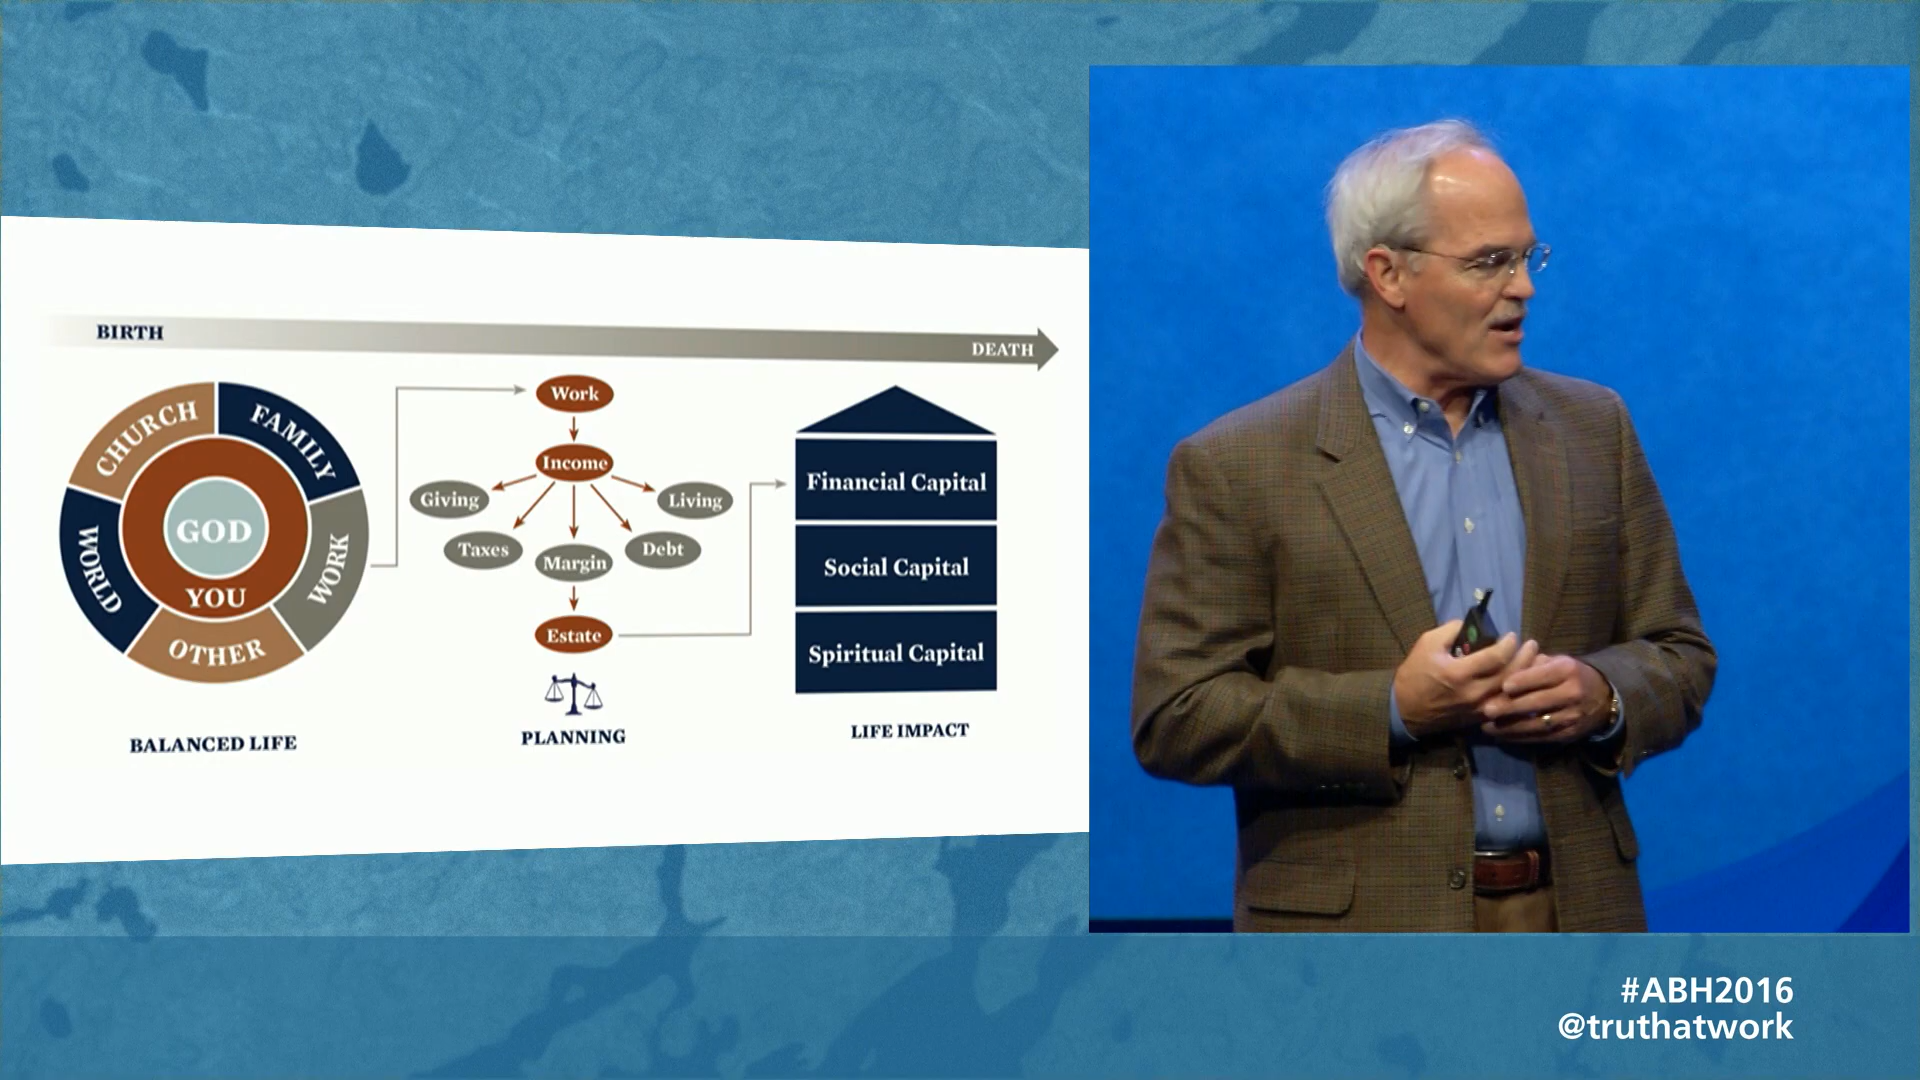 BIRTH
DEATH
CHURCH
FAMILY
WORLD
GOD
YOU
WORK
OTHER
BALANCED LIFE
Work
Income
Giving
Living
Taxes
Margin
Debt
Estate
PLANNING
Financial Capital
Social Capital
Spiritual Capital
LIFE IMPACT
#ABH2016
@truthatwork